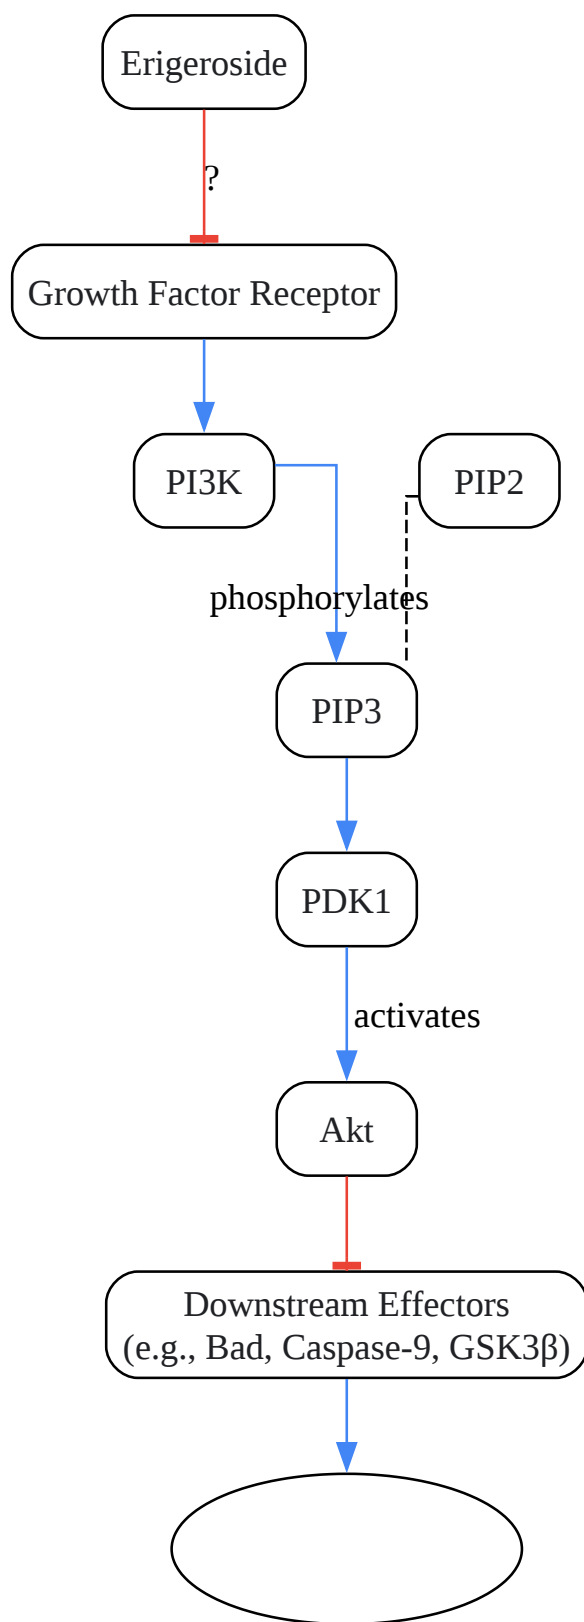 Erigeroside
?
Growth Factor Receptor
PI3K
PIP2
phosphorylates
PIP3
PDK1
activates
Akt
Downstream Effectors
(e.g., Bad, Caspase-9, GSK3β)